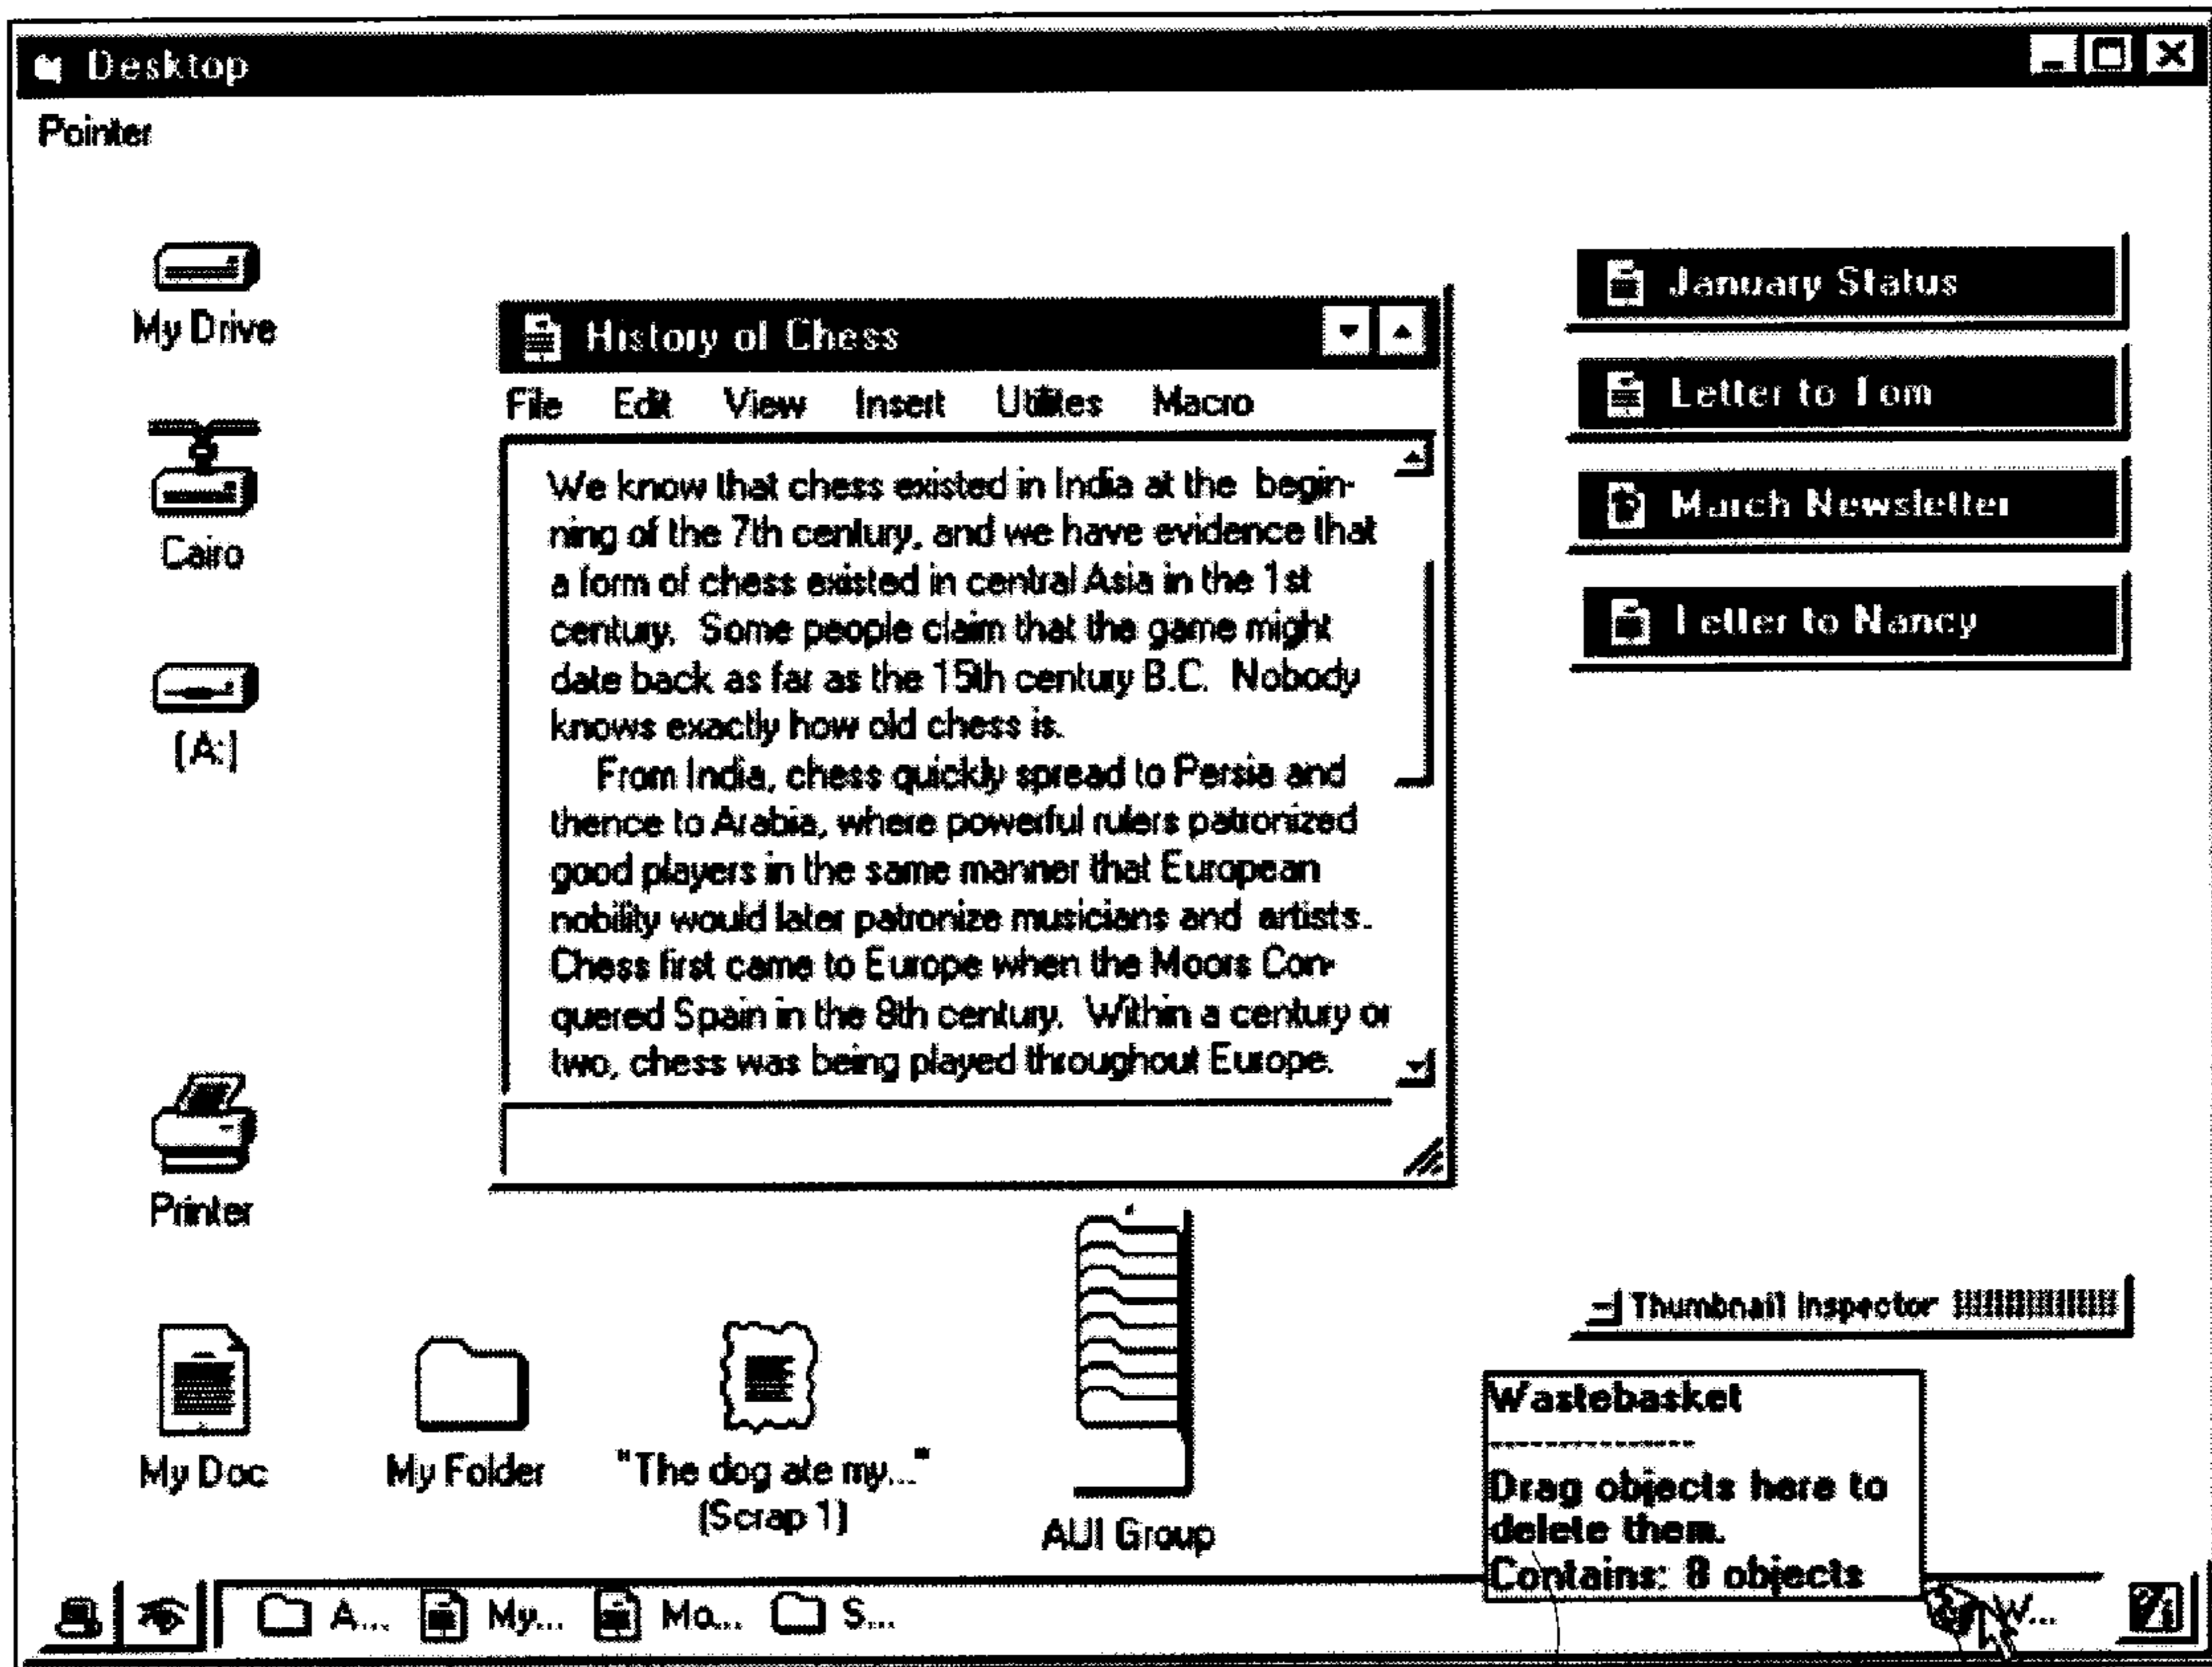 Desktop
Pointer
My Drive
Cairo
[A:]
Printer
My Doc
My Folder
"The dog ate my..."
(Scrap 1)
AUI Group
History of Chess
File Edit View Insert Utilites Macro
We know that chess existed in India at the begin-
ning of the 7th century, and we have evidence that
a form of chess existed in central Asia in the 1st
century. Some people claim that the game might
date back as far as the 15th century B.C. Nobody
knows exactly how old chess is.
From India, chess quickly spread to Persia and
thence to Arabia, where powerful rulers patronized
good players in the same manner that European
nobility would later patronize musicians and artists.
Chess first came to Europe when the Moors Con-
quered Spain in the 8th century. Within a century or
two, chess was being played throughout Europe.
January Status
Letter to Tom
March Newsletter
Letter to Nancy
Thumbnail Inspector
Wastebasket
--------------
Drag objects here to
delete them.
Contains: 8 objects
A... My... Mo... S... W... ?